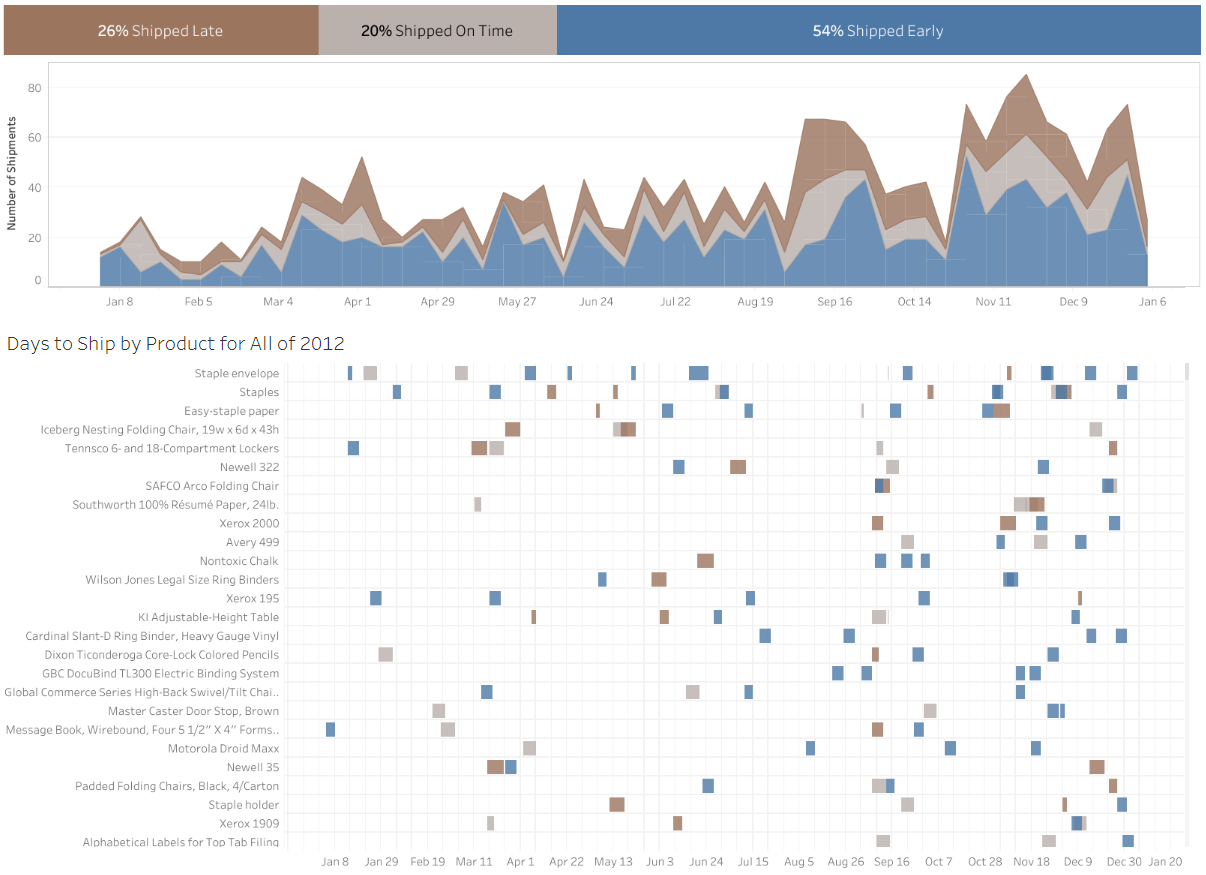 26% Shipped Late 20% Shipped On Time 54% Shipped Early
Number of Shipments
80
60
40
20
0
Jan 8 Feb 5 Mar 4 Apr 1 Apr 29 May 27 Jun 24 Jul 22 Aug 19 Sep 16 Oct 14 Nov 11 Dec 9 Jan 6
Days to Ship by Product for All of 2012
Staple envelope
Staples
Easy-staple paper
Iceberg Nesting Folding Chair, 19w x 6d x 43h
Tennsco 6- and 18-Compartment Lockers
Newell 322
SAFCO Arco Folding Chair
Southworth 100% Résumé Paper, 24lb.
Xerox 2000
Avery 499
Nontoxic Chalk
Wilson Jones Legal Size Ring Binders
Xerox 195
KI Adjustable-Height Table
Cardinal Slant-D Ring Binder, Heavy Gauge Vinyl
Dixon Ticonderoga Core-Lock Colored Pencils
GBC DocuBind TL300 Electric Binding System
Global Commerce Series High-Back Swivel/Tilt Chai..
Master Caster Door Stop, Brown
Message Book, Wirebound, Four 5 1/2" X 4" Forms..
Motorola Droid Maxx
Newell 35
Padded Folding Chairs, Black, 4/Carton
Staple holder
Xerox 1909
Alphabetical Labels for Top Tab Filing
Jan 8 Jan 29 Feb 19 Mar 11 Apr 1 Apr 22 May 13 Jun 3 Jun 24 Jul 15 Aug 5 Aug 26 Sep 16 Oct 7 Oct 28 Nov 18 Dec 9 Dec 30 Jan 20